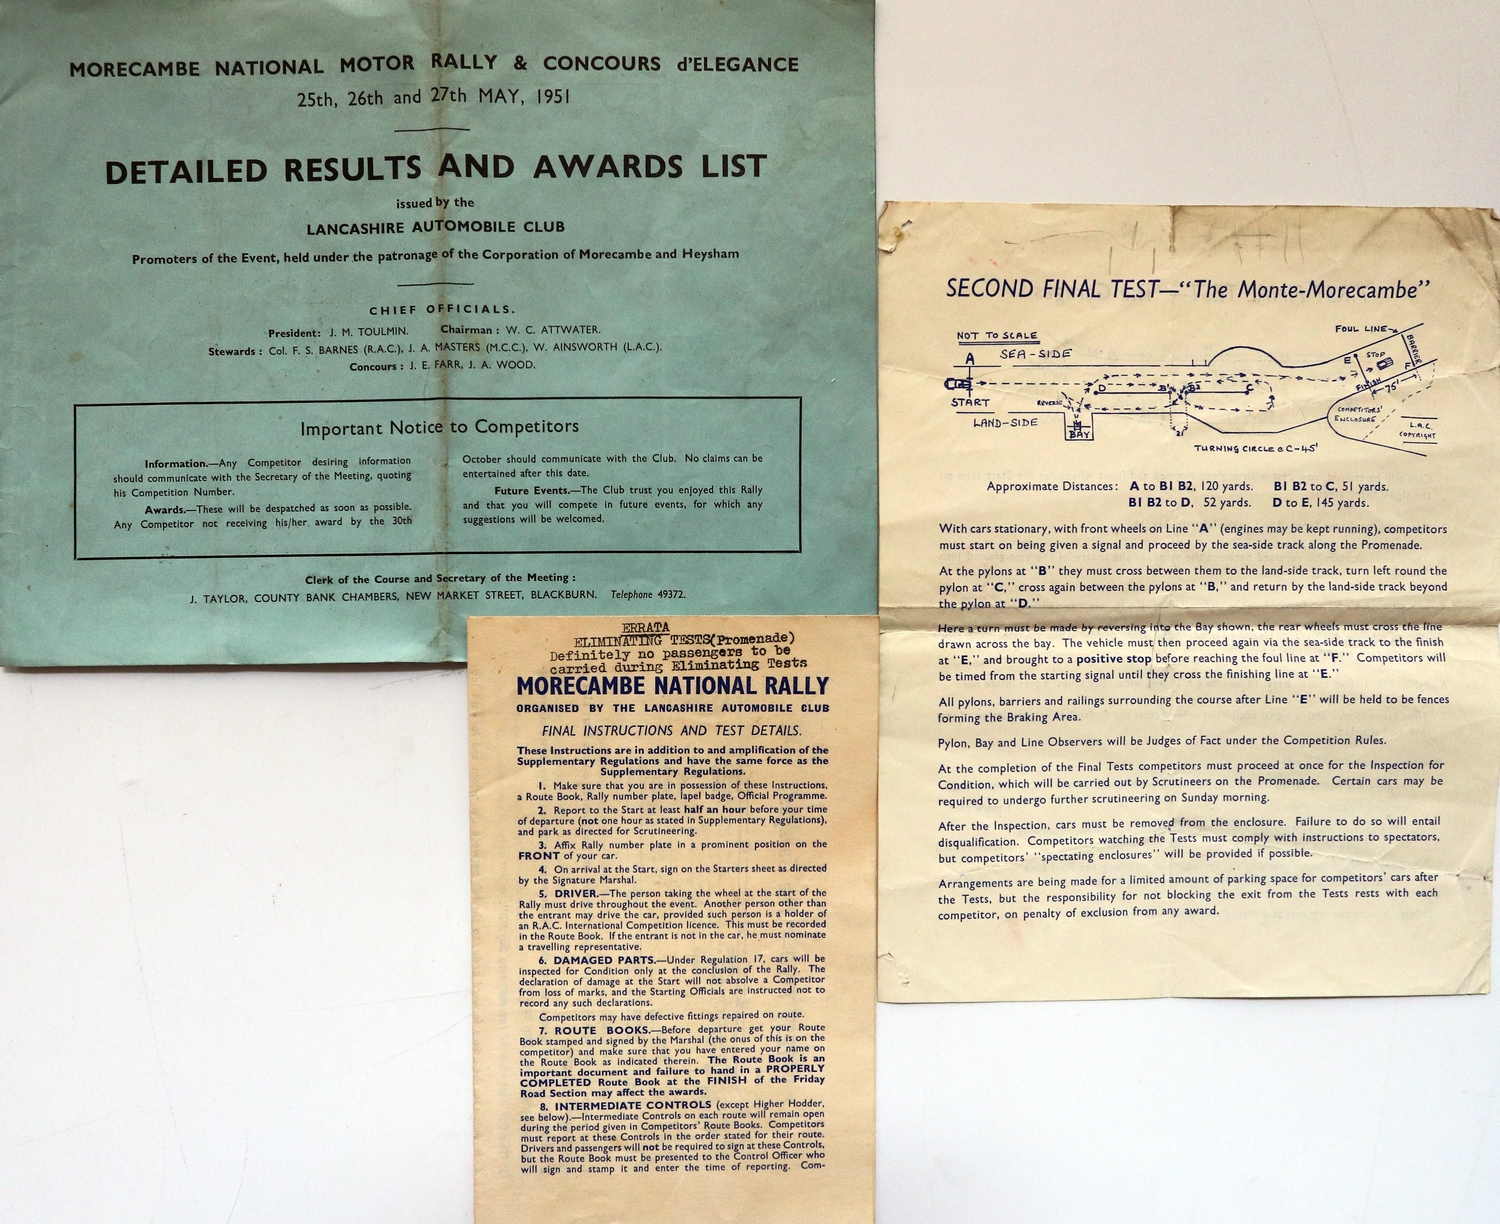 MORECAMBE NATIONAL MOTOR RALLY & CONCOURS d'ELEGANCE
25th, 26th and 27th MAY, 1951
DETAILED RESULTS AND AWARDS LIST
issued by the
LANCASHIRE AUTOMOBILE CLUB
Promoters of the Event, held under the patronage of the Corporation of Morecambe and Heysham
CHIEF OFFICIALS.
President: J. M. TOULMIN. Chairman : W. C. ATTWATER.
Stewards : Col. F. S. BARNES (R.A.C.), J. A. MASTERS (M.C.C.), W. AINSWORTH (L.A.C.).
Concours : J. E. FARR, J. A. WOOD.
Important Notice to Competitors
Information.—Any Competitor desiring information
should communicate with the Secretary of the Meeting, quoting
his Competition Number.
Awards.—These will be despatched as soon as possible.
Any Competitor not receiving his/her award by the 30th
October should communicate with the Club. No claims can be
entertained after this date.
Future Events.—The Club trust you enjoyed this Rally
and that you will compete in future events, for which any
suggestions will be welcomed.
Clerk of the Course and Secretary of the Meeting :
J. TAYLOR, COUNTY BANK CHAMBERS, NEW MARKET STREET, BLACKBURN. Telephone 49372.
ERRATA
ELIMINATING TESTS(Promenade)
Definitely no passengers to be
carried during Eliminating Tests
MORECAMBE NATIONAL RALLY
ORGANISED BY THE LANCASHIRE AUTOMOBILE CLUB
FINAL INSTRUCTIONS AND TEST DETAILS.
These Instructions are in addition to and amplification of the
Supplementary Regulations and have the same force as the
Supplementary Regulations.
1. Make sure that you are in possession of these Instructions,
a Route Book, Rally number plate, lapel badge, Official Programme.
2. Report to the Start at least half an hour before your time
of departure (not one hour as stated in Supplementary Regulations),
and park as directed for Scrutineering.
3. Affix Rally number plate in a prominent position on the
FRONT of your car.
4. On arrival at the Start, sign on the Starters sheet as directed
by the Signature Marshal.
5. DRIVER.—The person taking the wheel at the start of the
Rally must drive throughout the event. Another person other than
the entrant may drive the car, provided such person is a holder of
an R.A.C. International Competition licence. This must be recorded
in the Route Book. If the entrant is not in the car, he must nominate
a travelling representative.
6. DAMAGED PARTS.—Under Regulation 17, cars will be
inspected for Condition only at the conclusion of the Rally. The
declaration of damage at the Start will not absolve a Competitor
from loss of marks, and the Starting Officials are instructed not to
record any such declarations.
Competitors may have defective fittings repaired on route.
7. ROUTE BOOKS.—Before departure get your Route
Book stamped and signed by the Marshal (the onus of this is on the
competitor) and make sure that you have entered your name on
the Route Book as indicated therein. The Route Book is an
important document and failure to hand in a PROPERLY
COMPLETED Route Book at the FINISH of the Friday
Road Section may affect the awards.
8. INTERMEDIATE CONTROLS (except Higher Hodder,
see below).—Intermediate Controls on each route will remain open
during the period given in Competitors' Route Books. Competitors
must report at these Controls in the order stated for their route.
Drivers and passengers will not be required to sign at these Controls,
but the Route Book must be presented to the Control Officer who
will sign and stamp it and enter the time of reporting. Com-
SECOND FINAL TEST—"The Monte-Morecambe"
NOT TO SCALE
FOUL LINE
A SEA-SIDE
E STOP
BARRIER
F
FINISH
75'
START
D B1 B2 C
REVERSE
COMPETITORS'
ENCLOSURE
LAND-SIDE
BAY
21'
L.A.C.
COPYRIGHT
TURNING CIRCLE @ C-45'
Approximate Distances: A to B1 B2, 120 yards. B1 B2 to C, 51 yards.
B1 B2 to D, 52 yards. D to E, 145 yards.
With cars stationary, with front wheels on Line "A" (engines may be kept running), competitors
must start on being given a signal and proceed by the sea-side track along the Promenade.
At the pylons at "B" they must cross between them to the land-side track, turn left round the
pylon at "C," cross again between the pylons at "B," and return by the land-side track beyond
the pylon at "D."
Here a turn must be made by reversing into the Bay shown, the rear wheels must cross the line
drawn across the bay. The vehicle must then proceed again via the sea-side track to the finish
at "E," and brought to a positive stop before reaching the foul line at "F." Competitors will
be timed from the starting signal until they cross the finishing line at "E."
All pylons, barriers and railings surrounding the course after Line "E" will be held to be fences
forming the Braking Area.
Pylon, Bay and Line Observers will be Judges of Fact under the Competition Rules.
At the completion of the Final Tests competitors must proceed at once for the Inspection for
Condition, which will be carried out by Scrutineers on the Promenade. Certain cars may be
required to undergo further scrutineering on Sunday morning.
After the Inspection, cars must be removed from the enclosure. Failure to do so will entail
disqualification. Competitors watching the Tests must comply with instructions to spectators,
but competitors' "spectating enclosures" will be provided if possible.
Arrangements are being made for a limited amount of parking space for competitors' cars after
the Tests, but the responsibility for not blocking the exit from the Tests rests with each
competitor, on penalty of exclusion from any award.